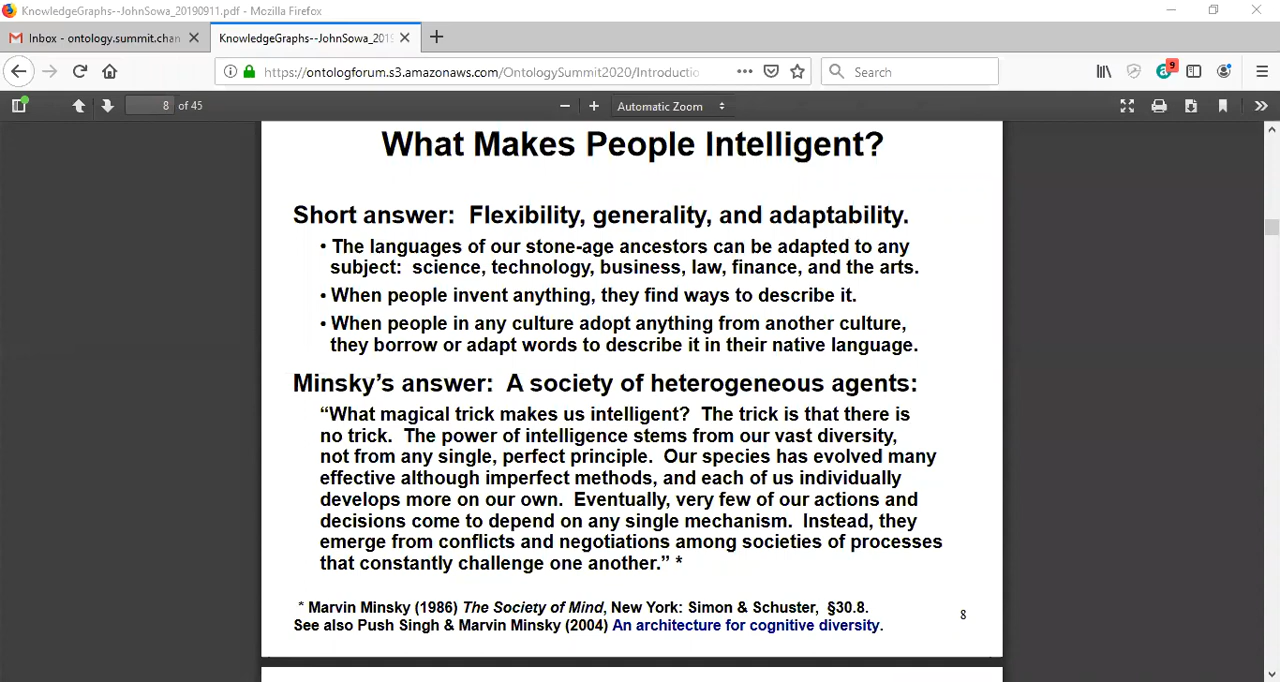 KnowledgeGraphs--JohnSowa_20190911.pdf - Mozilla Firefox
Inbox - ontology.summit.chan
KnowledgeGraphs--JohnSowa_201
https://ontologforum.s3.amazonaws.com/OntologySummit2020/Introductio
Search
9
8 of 45
Automatic Zoom
What Makes People Intelligent?
Short answer: Flexibility, generality, and adaptability.
• The languages of our stone-age ancestors can be adapted to any
subject: science, technology, business, law, finance, and the arts.
• When people invent anything, they find ways to describe it.
• When people in any culture adopt anything from another culture,
they borrow or adapt words to describe it in their native language.
Minsky's answer: A society of heterogeneous agents:
“What magical trick makes us intelligent? The trick is that there is
no trick. The power of intelligence stems from our vast diversity,
not from any single, perfect principle. Our species has evolved many
effective although imperfect methods, and each of us individually
develops more on our own. Eventually, very few of our actions and
decisions come to depend on any single mechanism. Instead, they
emerge from conflicts and negotiations among societies of processes
that constantly challenge one another.” *
* Marvin Minsky (1986) The Society of Mind, New York: Simon & Schuster, §30.8.
See also Push Singh & Marvin Minsky (2004) An architecture for cognitive diversity.
8